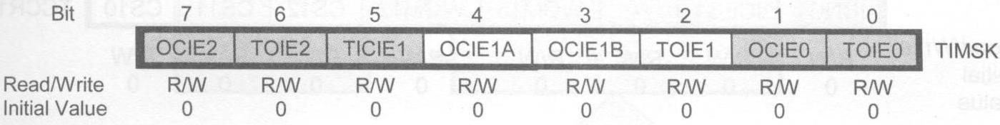 Bit 7 6 5 4 3 2 1 0
OCIE2 TOIE2 TICIE1 OCIE1A OCIE1B TOIE1 OCIE0 TOIE0 TIMSK
Read/Write R/W R/W R/W R/W R/W R/W R/W R/W
Initial Value 0 0 0 0 0 0 0 0